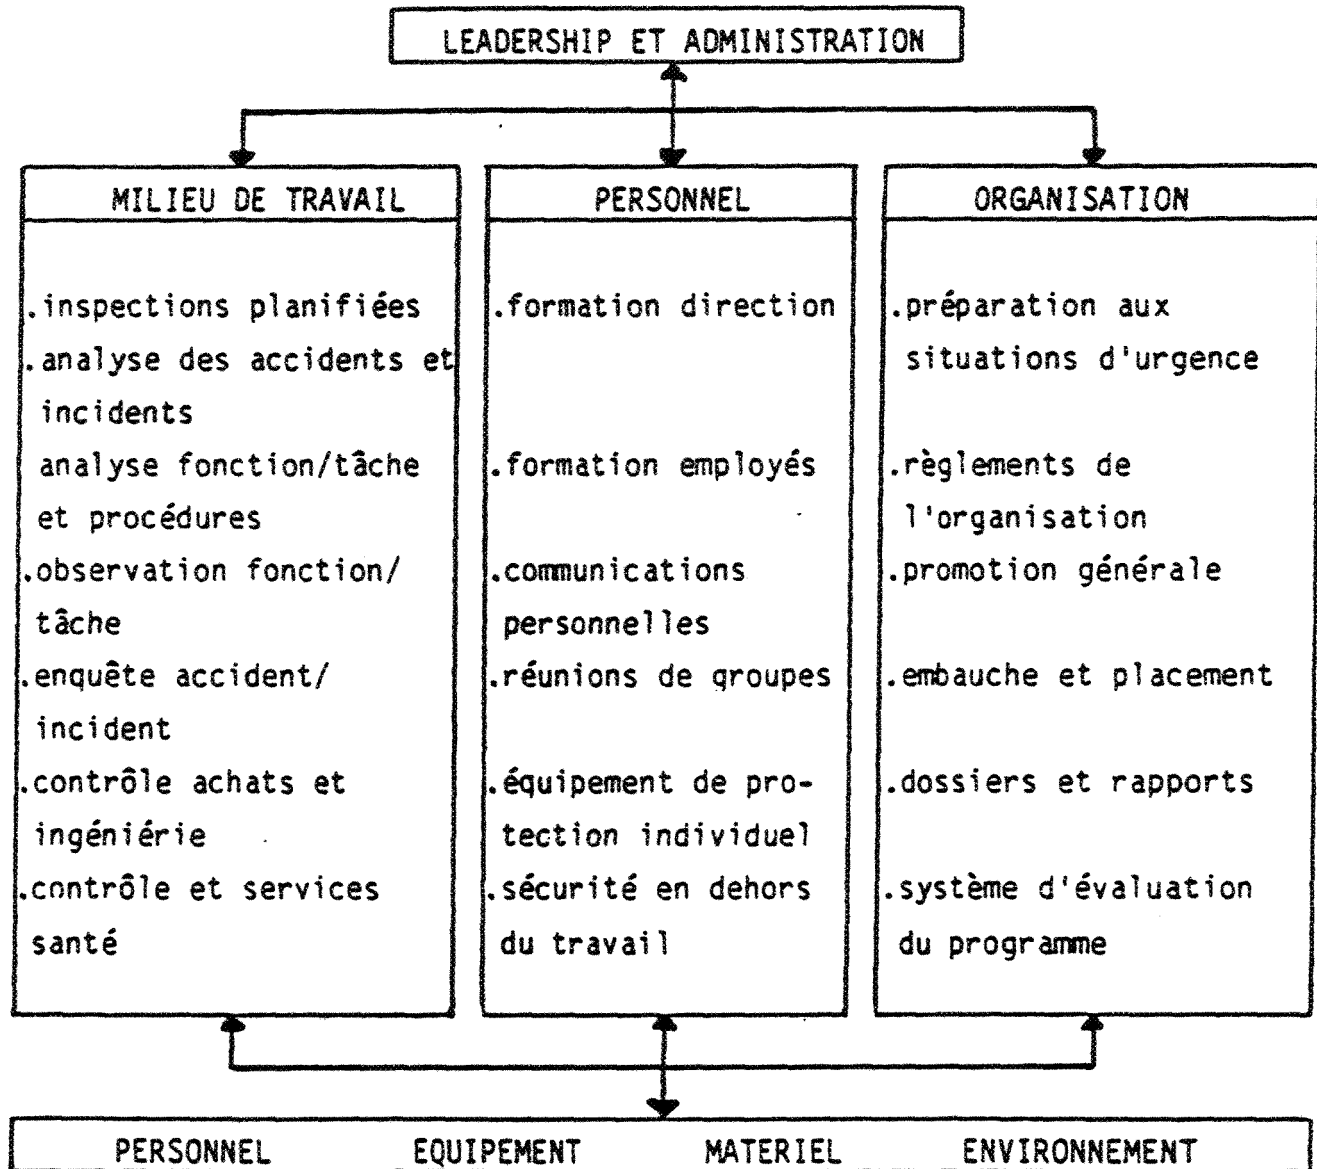 LEADERSHIP ET ADMINISTRATION
MILIEU DE TRAVAIL
.inspections planifiées
.analyse des accidents et
incidents
analyse fonction/tâche
et procédures
.observation fonction/
tâche
.enquête accident/
incident
.contrôle achats et
ingéniérie
.contrôle et services
santé
PERSONNEL
.formation direction
.formation employés
.communications
personnelles
.réunions de groupes
.équipement de pro-
tection individuel
.sécurité en dehors
du travail
ORGANISATION
.préparation aux
situations d'urgence
.règlements de
l'organisation
.promotion générale
.embauche et placement
.dossiers et rapports
.système d'évaluation
du programme
PERSONNEL EQUIPEMENT MATERIEL ENVIRONNEMENT